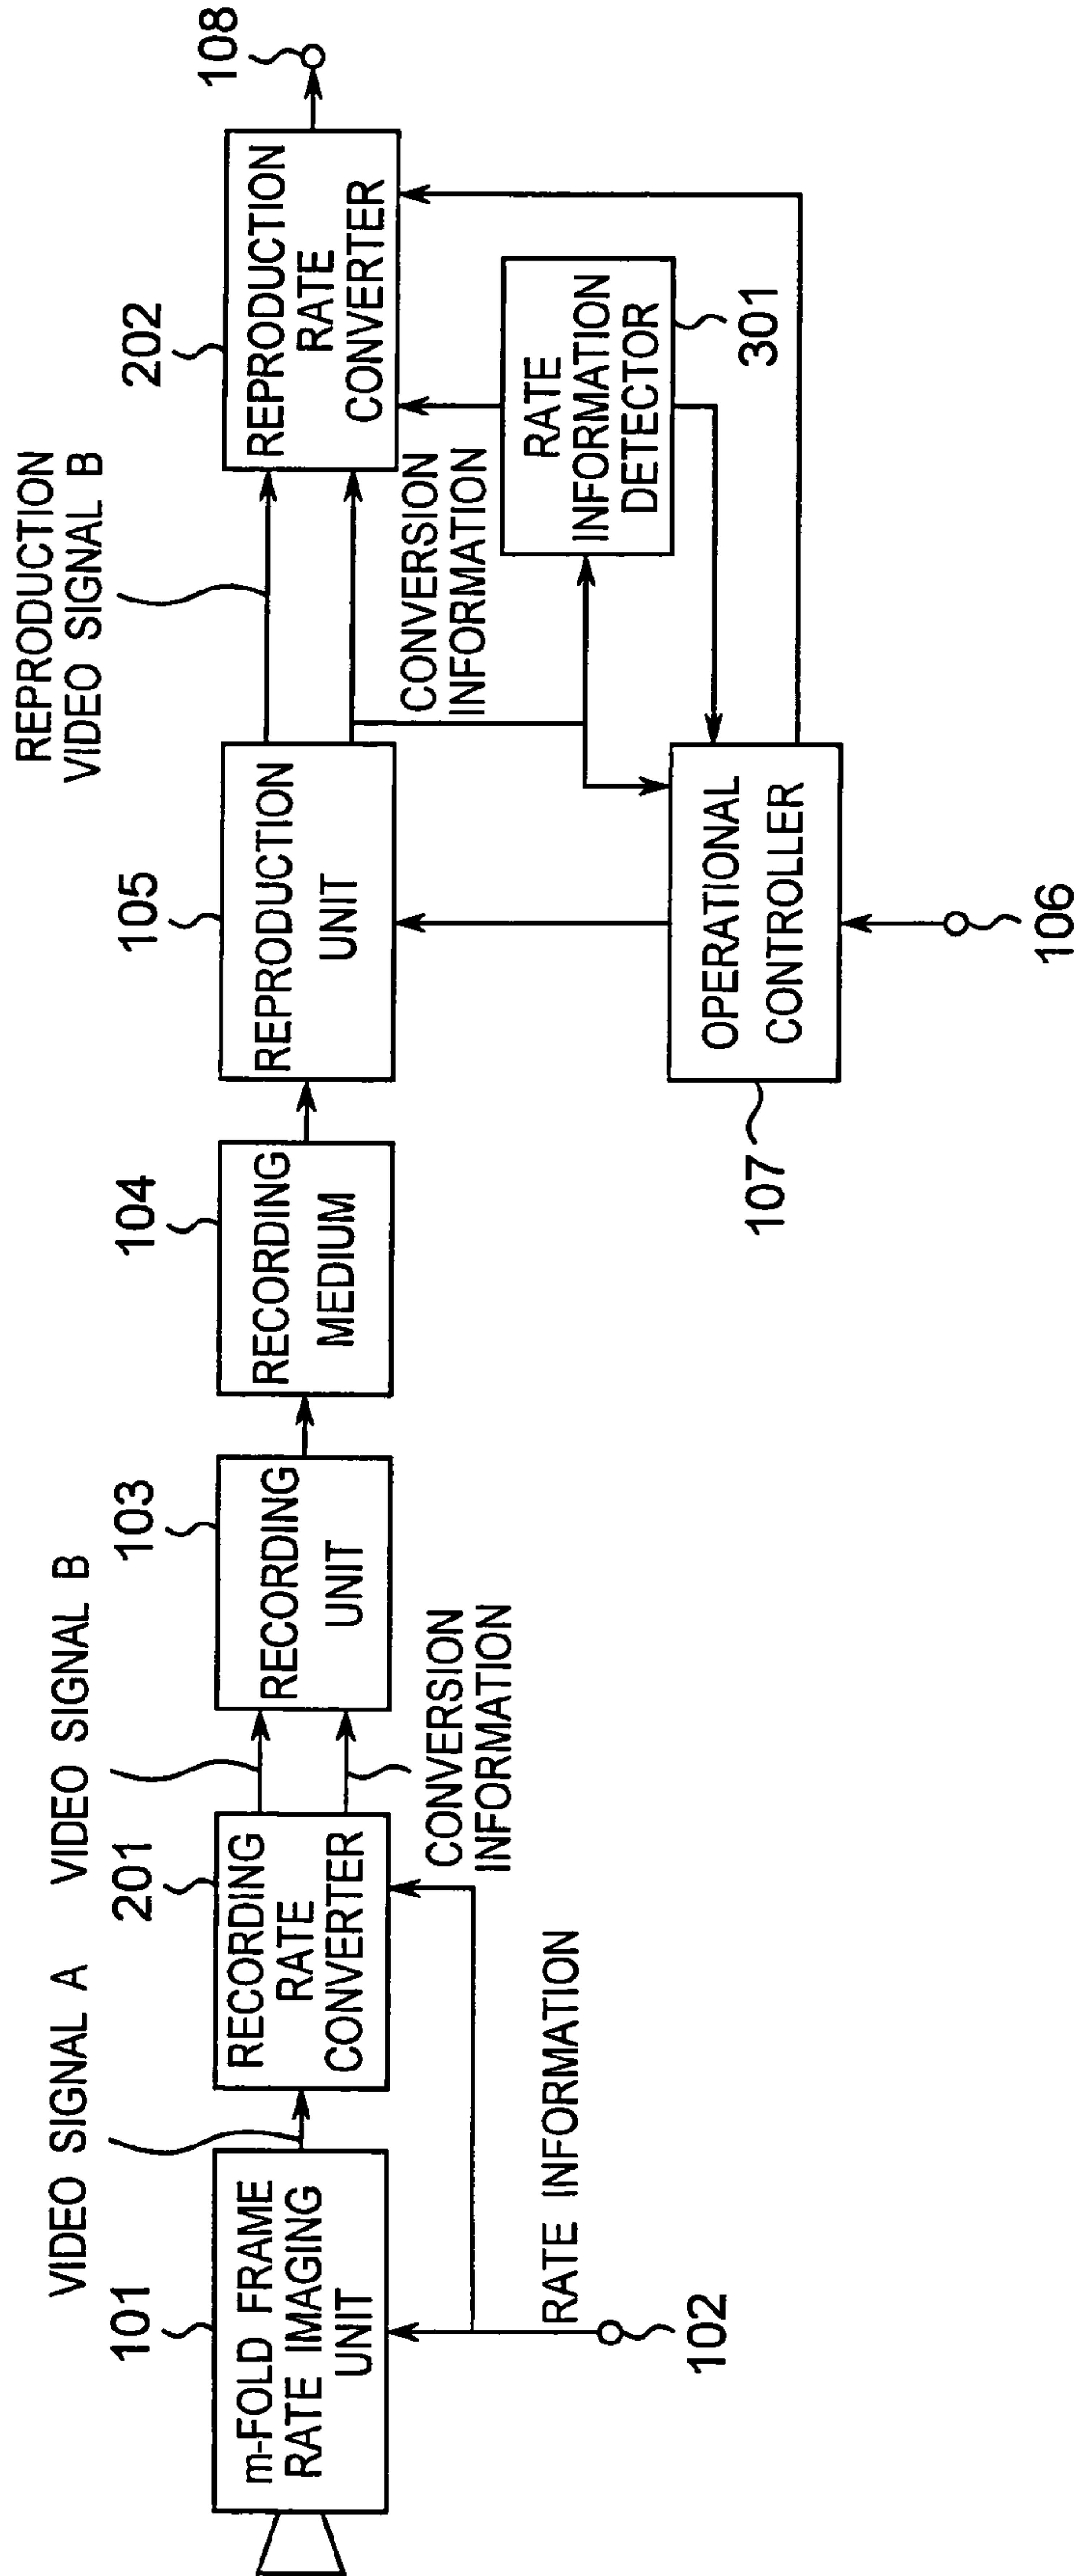 VIDEO SIGNAL A
VIDEO SIGNAL B
REPRODUCTION
VIDEO SIGNAL B
101
201
103
104
105
202
108
m-FOLD FRAME
RATE IMAGING
UNIT
RECORDING
RATE
CONVERTER
RECORDING
UNIT
RECORDING
MEDIUM
REPRODUCTION
UNIT
REPRODUCTION
RATE
CONVERTER
CONVERSION
INFORMATION
CONVERSION
INFORMATION
RATE INFORMATION
102
RATE
INFORMATION
DETECTOR
301
OPERATIONAL
CONTROLLER
107
106